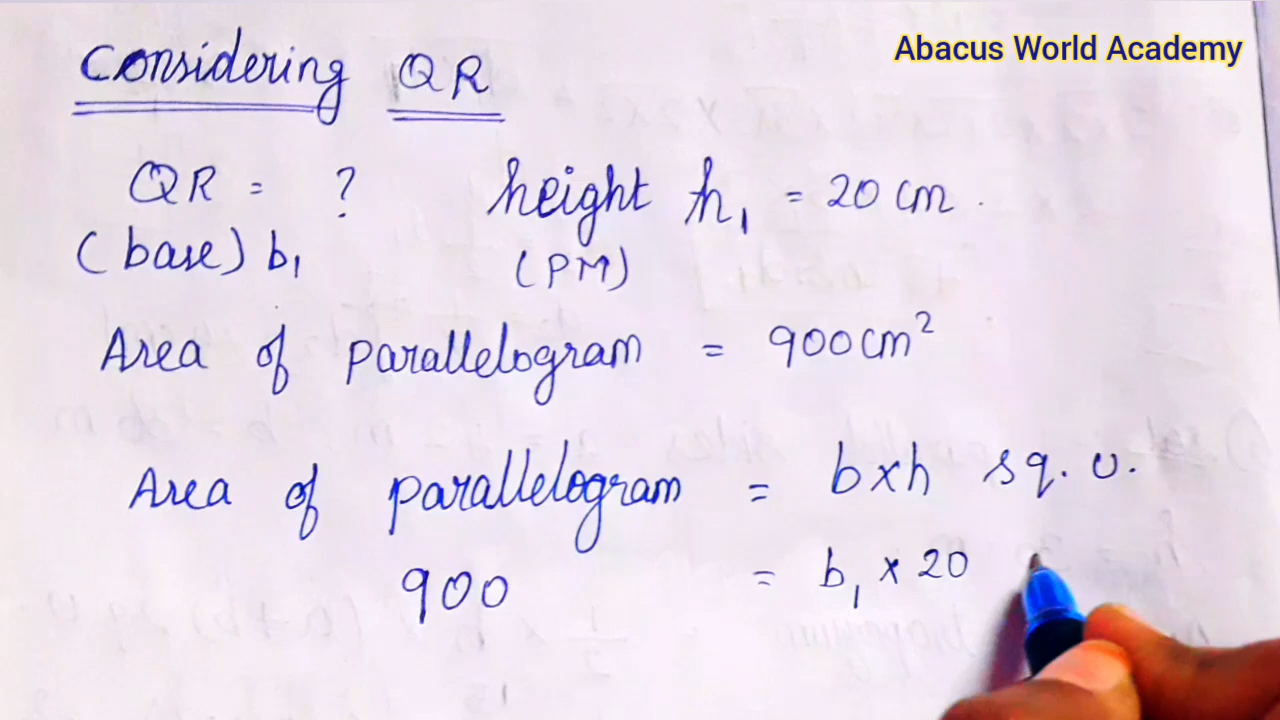 Abacus World Academy
Considering QR
QR = ? height h₁ = 20 cm.
(base) b₁ (PM)
Area of parallelogram = 900 cm²
Area of parallelogram = b x h sq. u.
900 = b₁ x 20